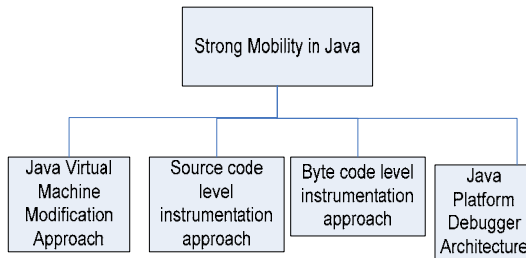 Strong Mobility in Java
Java Virtual
Machine
Modification
Approach
Source code
level
instrumentation
approach
Byte code level
instrumentation
approach
Java
Platform
Debugger
Architecture